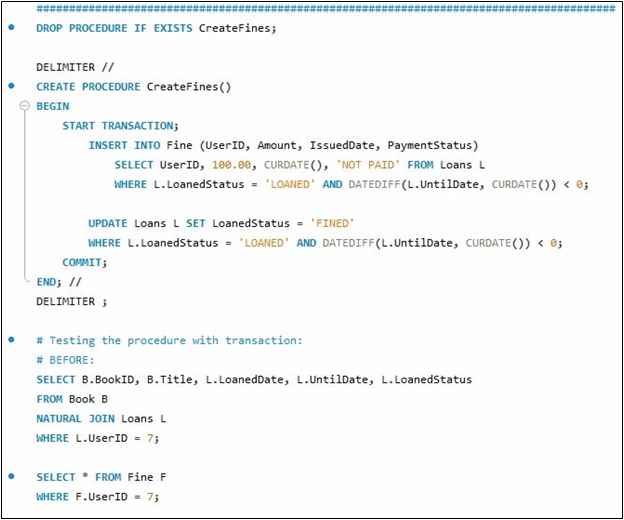 ################################################################################################
DROP PROCEDURE IF EXISTS CreateFines;
DELIMITER //
CREATE PROCEDURE CreateFines()
BEGIN
START TRANSACTION;
INSERT INTO Fine (UserID, Amount, IssuedDate, PaymentStatus)
SELECT UserID, 100.00, CURDATE(), 'NOT PAID' FROM Loans L
WHERE L.LoanedStatus = 'LOANED' AND DATEDIFF(L.UntilDate, CURDATE()) < 0;
UPDATE Loans L SET LoanedStatus = 'FINED'
WHERE L.LoanedStatus = 'LOANED' AND DATEDIFF(L.UntilDate, CURDATE()) < 0;
COMMIT;
END; //
DELIMITER ;
# Testing the procedure with transaction:
# BEFORE:
SELECT B.BookID, B.Title, L.LoanedDate, L.UntilDate, L.LoanedStatus
FROM Book B
NATURAL JOIN Loans L
WHERE L.UserID = 7;
SELECT * FROM Fine F
WHERE F.UserID = 7;